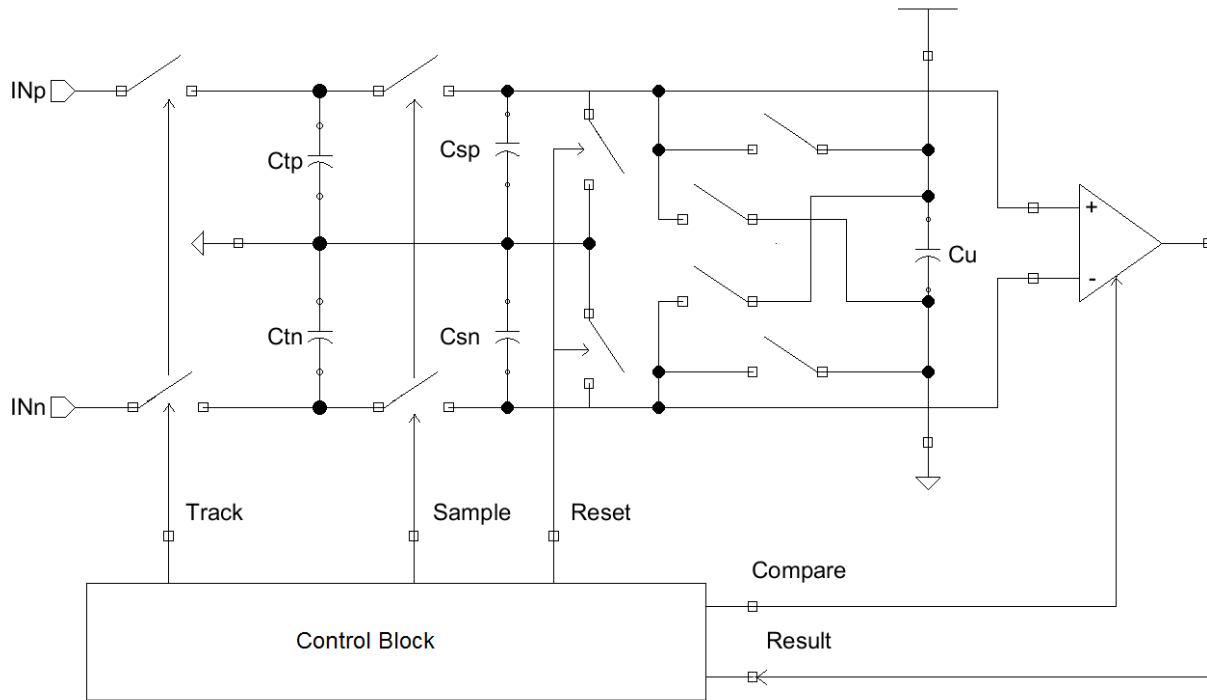 INp
Ctp
Csp
+
Cu
-
Ctn
Csn
INn
Track
Sample
Reset
Compare
Control Block
Result